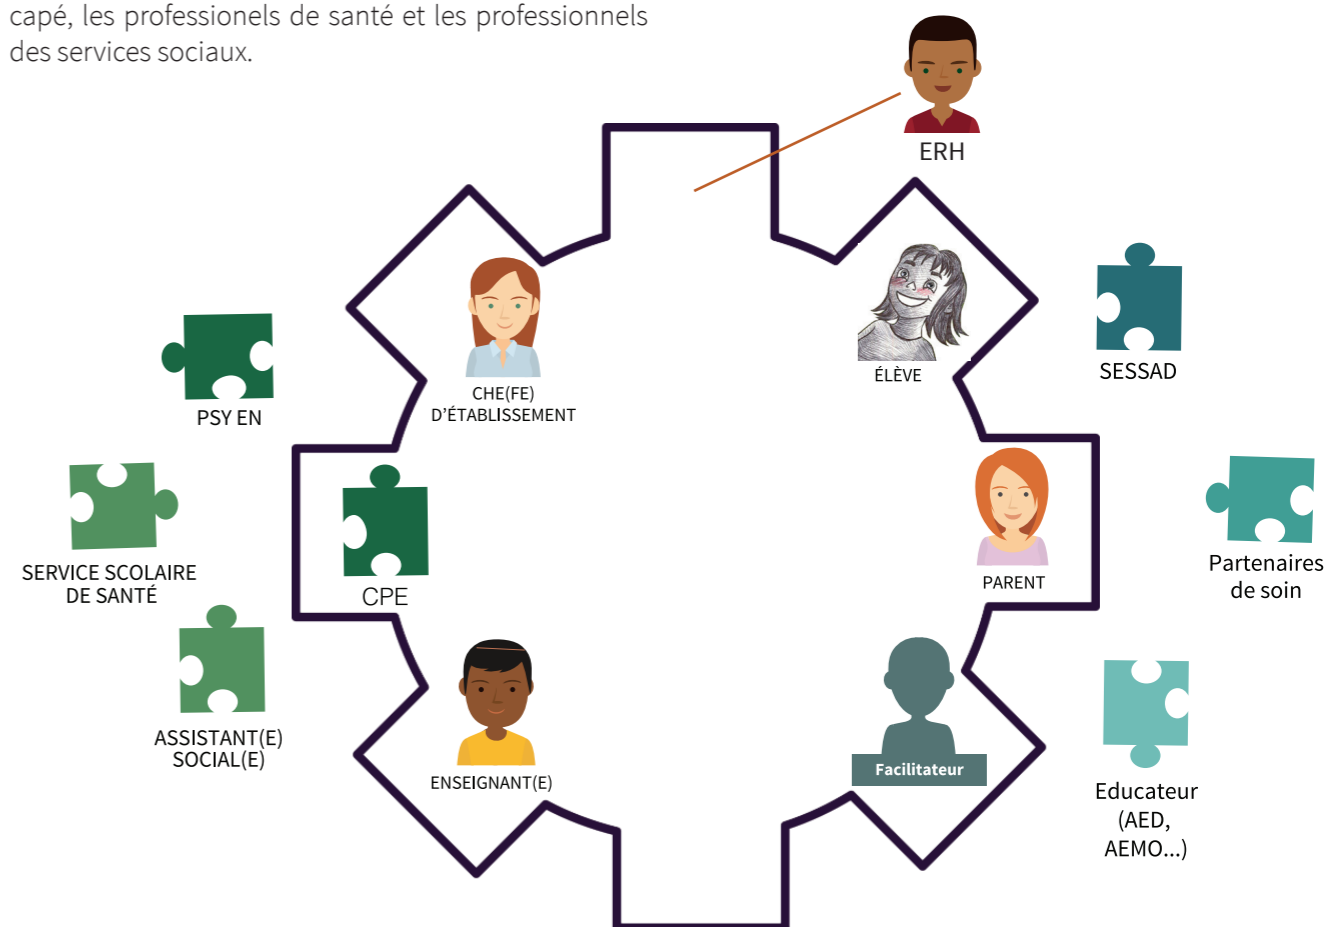 capé, les professionels de santé et les professionnels
des services sociaux.
ERH
CHE(FE)
D'ÉTABLISSEMENT
ÉLÈVE
SESSAD
PSY EN
SERVICE SCOLAIRE
DE SANTÉ
CPE
PARENT
Partenaires
de soin
ASSISTANT(E)
SOCIAL(E)
ENSEIGNANT(E)
Facilitateur
Educateur
(AED,
AEMO...)